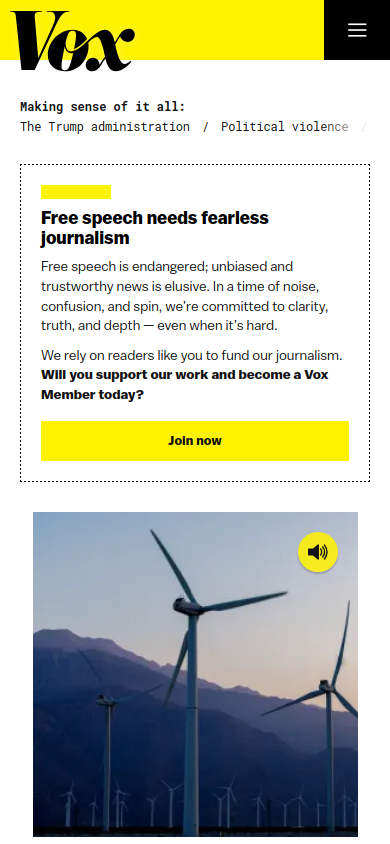 Vox
Making sense of it all:
The Trump administration / Political violence /
Free speech needs fearless
journalism
Free speech is endangered; unbiased and
trustworthy news is elusive. In a time of noise,
confusion, and spin, we're committed to clarity,
truth, and depth — even when it's hard.
We rely on readers like you to fund our journalism.
Will you support our work and become a Vox
Member today?
Join now